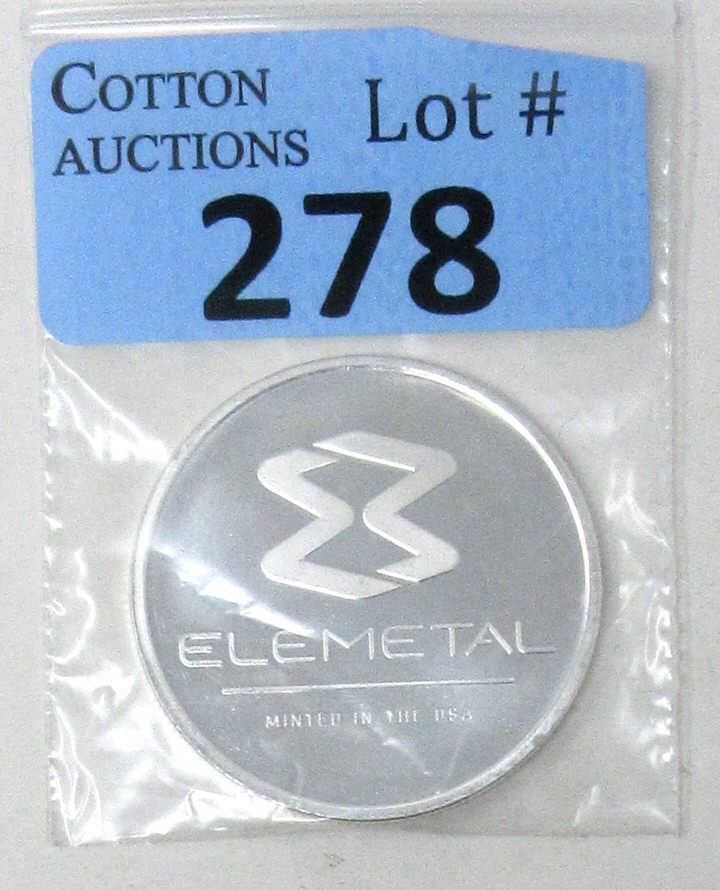 COTTON
AUCTIONS
Lot #
278
ELEMETAL
MINTED IN THE USA